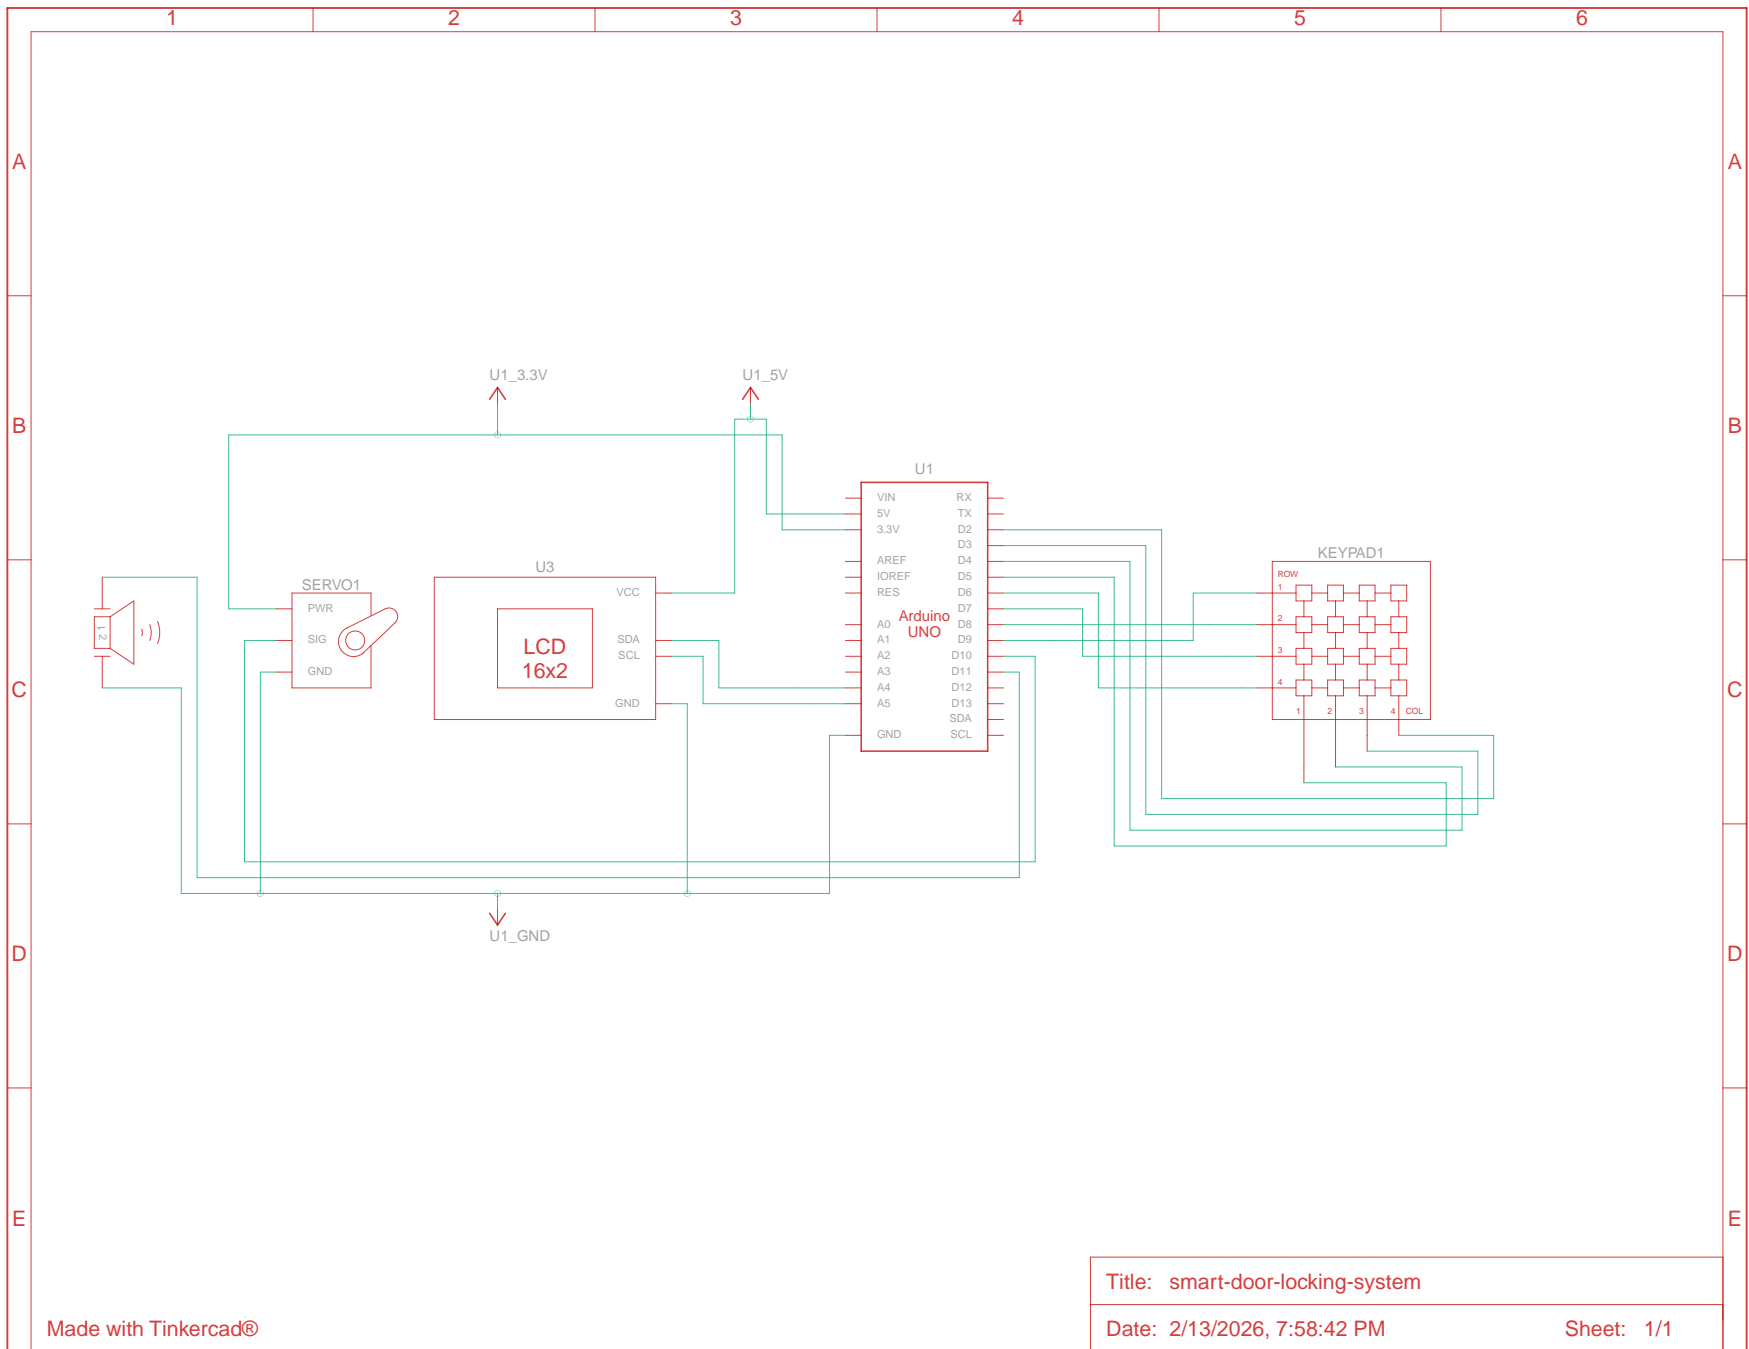 1 2 3 4 5 6
A A
U1_3.3V U1_5V
B B
U1
VIN RX
5V TX
3.3V D2
D3
AREF D4
IOREF D5
RES D6
D7
A0 D8
A1 D9
A2 D10
A3 D11
A4 D12
A5 D13
SDA
GND SCL
Arduino
UNO
KEYPAD1
ROW
1
2
3
4
1 2 3 4 COL
SERVO1
PWR
SIG
GND
U3
VCC
SDA
SCL
GND
LCD
16x2
C C
U1_GND
D D
E E
Title: smart-door-locking-system
Made with Tinkercad®
Date: 2/13/2026, 7:58:42 PM Sheet: 1/1